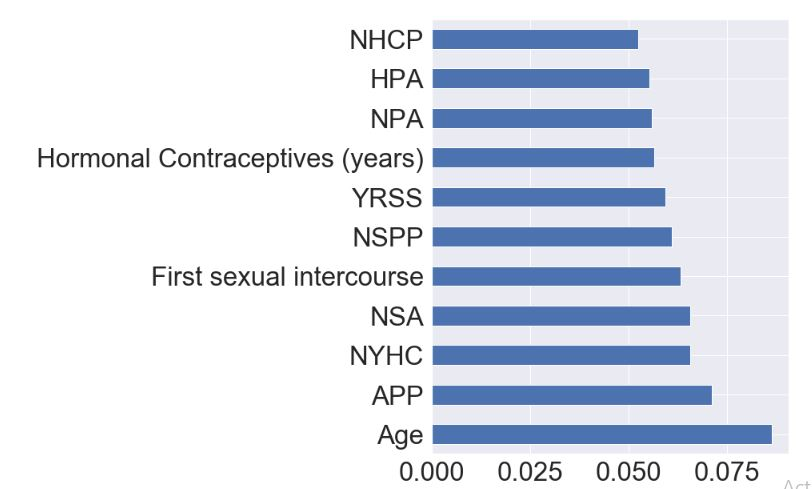 NHCP
HPA
NPA
Hormonal Contraceptives (years)
YRSS
NSPP
First sexual intercourse
NSA
NYHC
APP
Age
0.000 0.025 0.050 0.075
Act